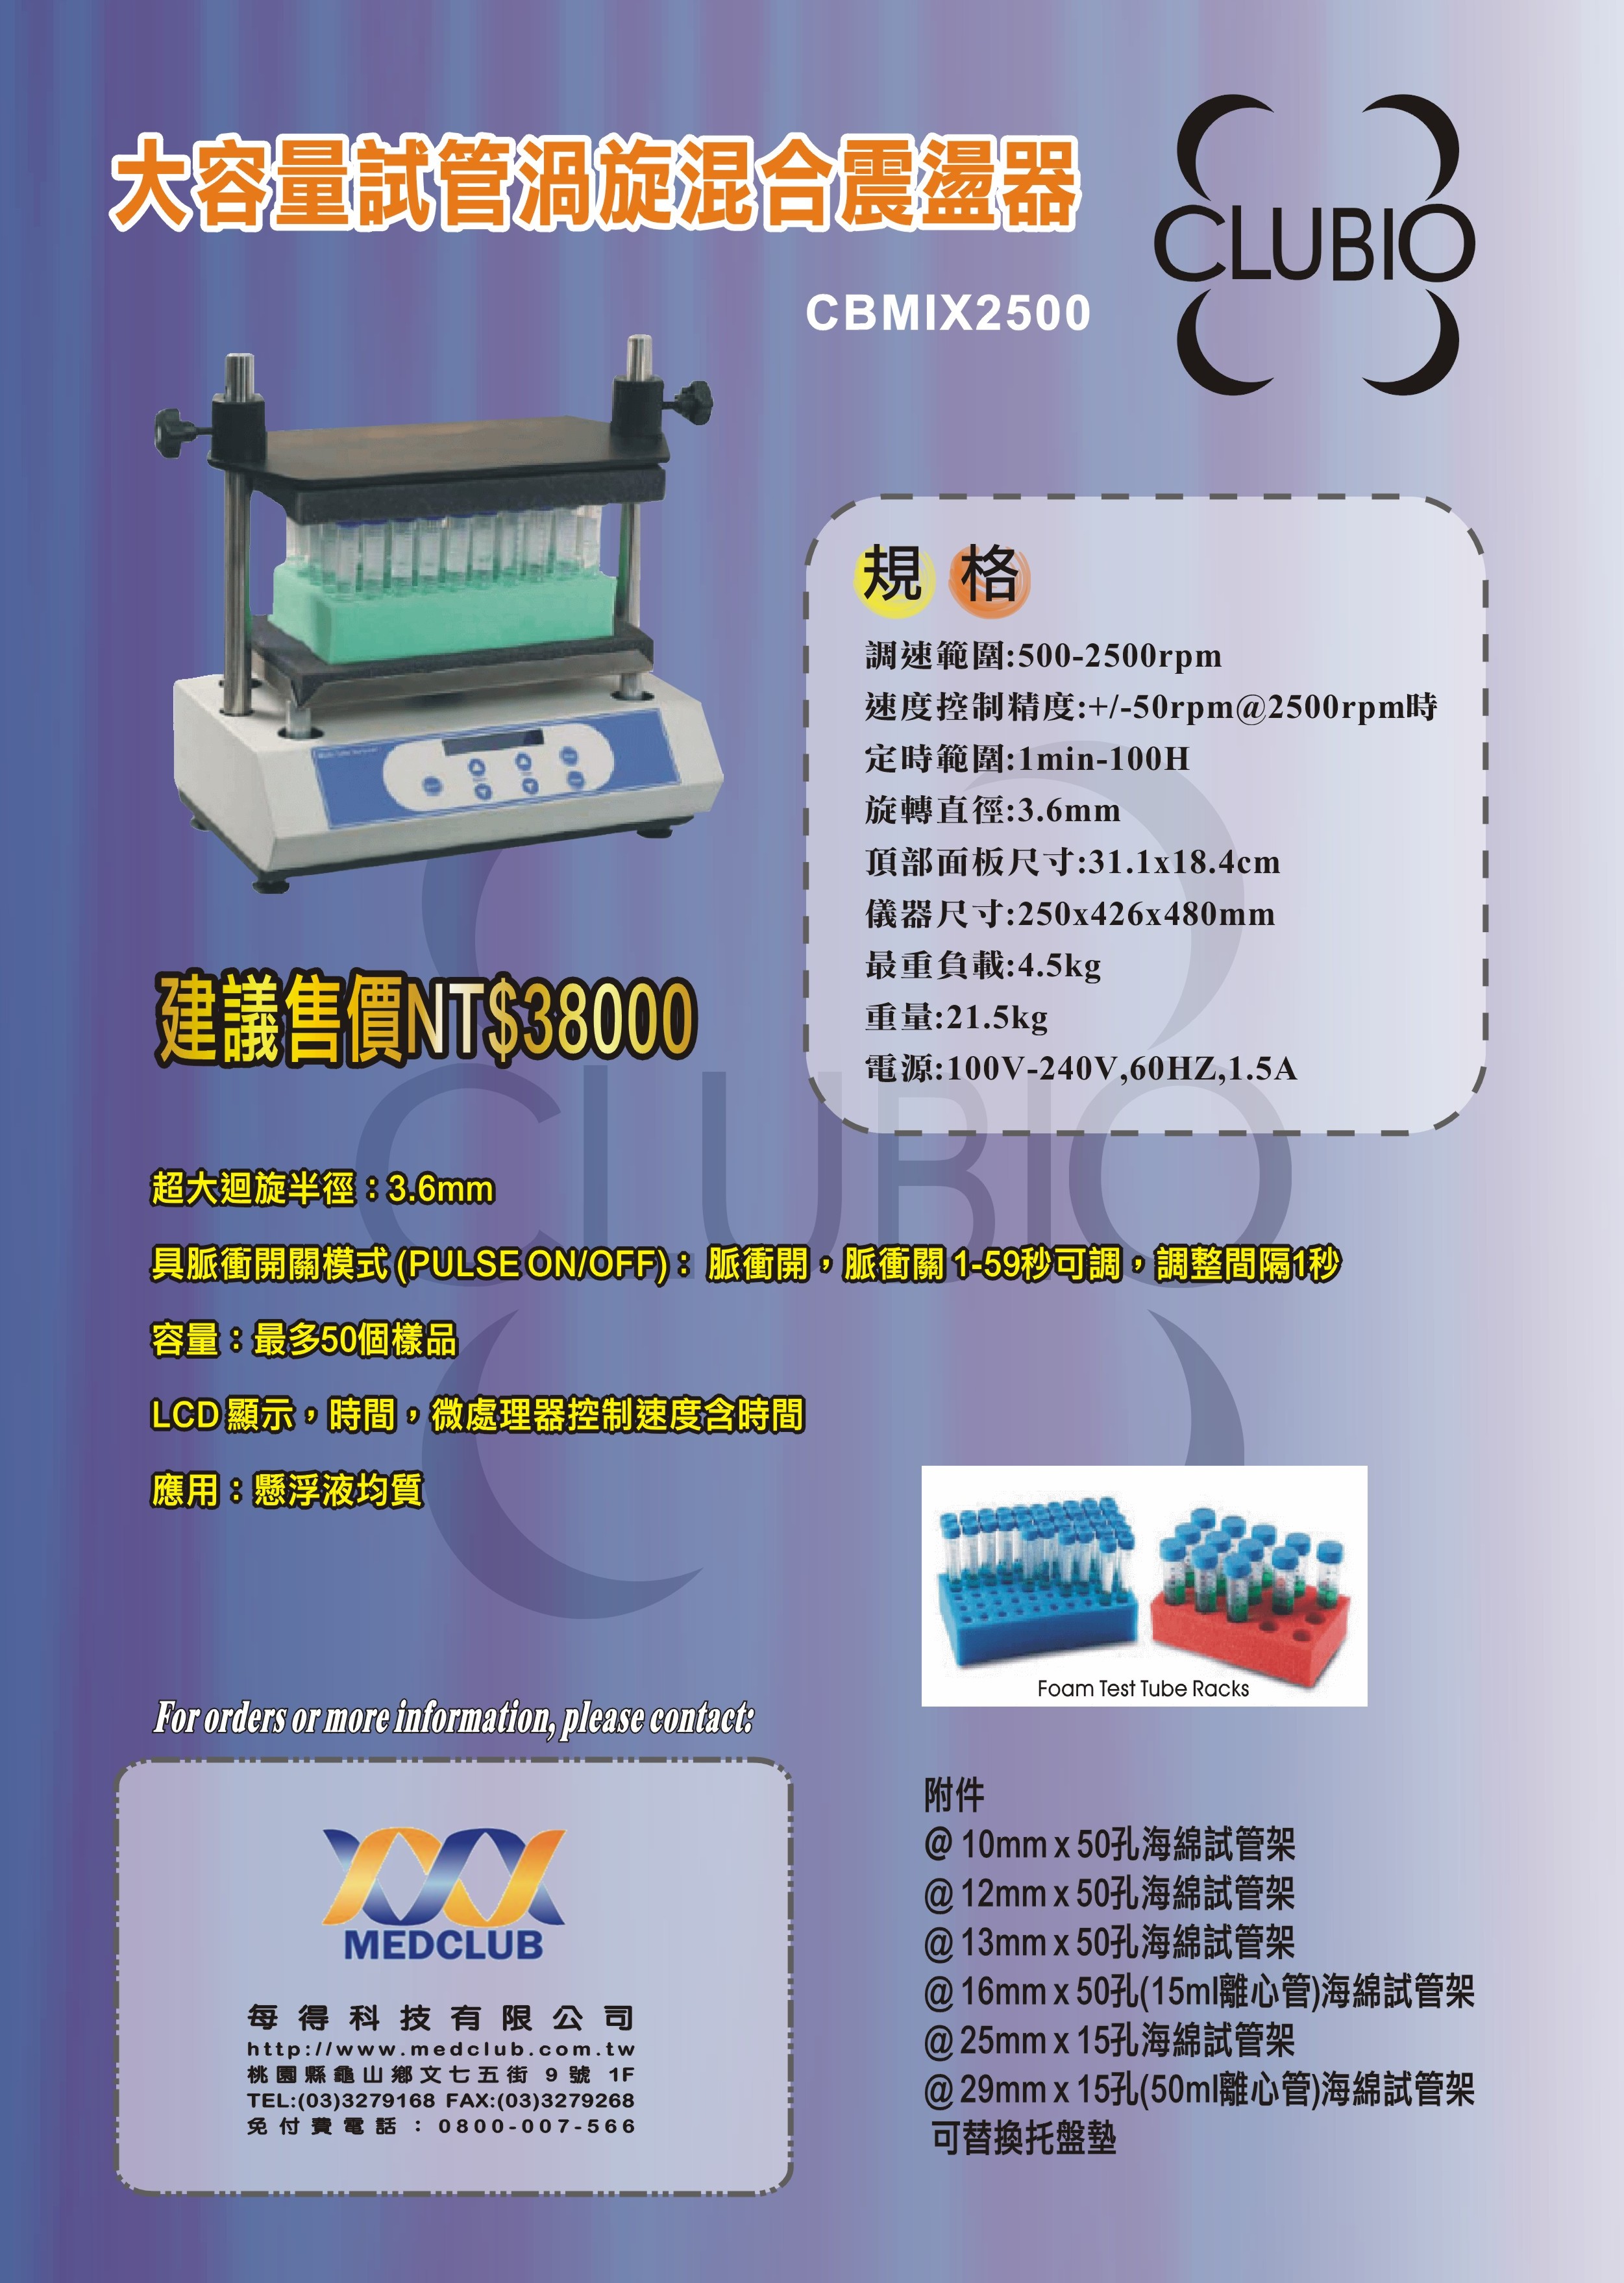 大容量試管渦旋混合震盪器
CLUBIO
CBMIX2500
規格
調速範圍:500-2500rpm
速度控制精度:+/-50rpm@2500rpm時
定時範圍:1min-100H
旋轉直徑:3.6mm
頂部面板尺寸:31.1x18.4cm
儀器尺寸:250x426x480mm
最重負載:4.5kg
重量:21.5kg
電源:100V-240V,60HZ,1.5A
建議售價NT$38000
CLUBIO
超大迴旋半徑：3.6mm
具脈衝開關模式 (PULSE ON/OFF)： 脈衝開，脈衝關 1-59秒可調，調整間隔1秒
容量：最多50個樣品
LCD 顯示，時間，微處理器控制速度含時間
應用：懸浮液均質
Foam Test Tube Racks
For orders or more information, please contact:
MEDCLUB
每得科技有限公司
http://www.medclub.com.tw
桃園縣龜山鄉文七五街 9 號 1F
TEL:(03)3279168 FAX:(03)3279268
免付費電話：0800-007-566
附件
@ 10mm x 50孔海綿試管架
@ 12mm x 50孔海綿試管架
@ 13mm x 50孔海綿試管架
@ 16mm x 50孔(15ml離心管)海綿試管架
@ 25mm x 15孔海綿試管架
@ 29mm x 15孔(50ml離心管)海綿試管架
可替換托盤墊